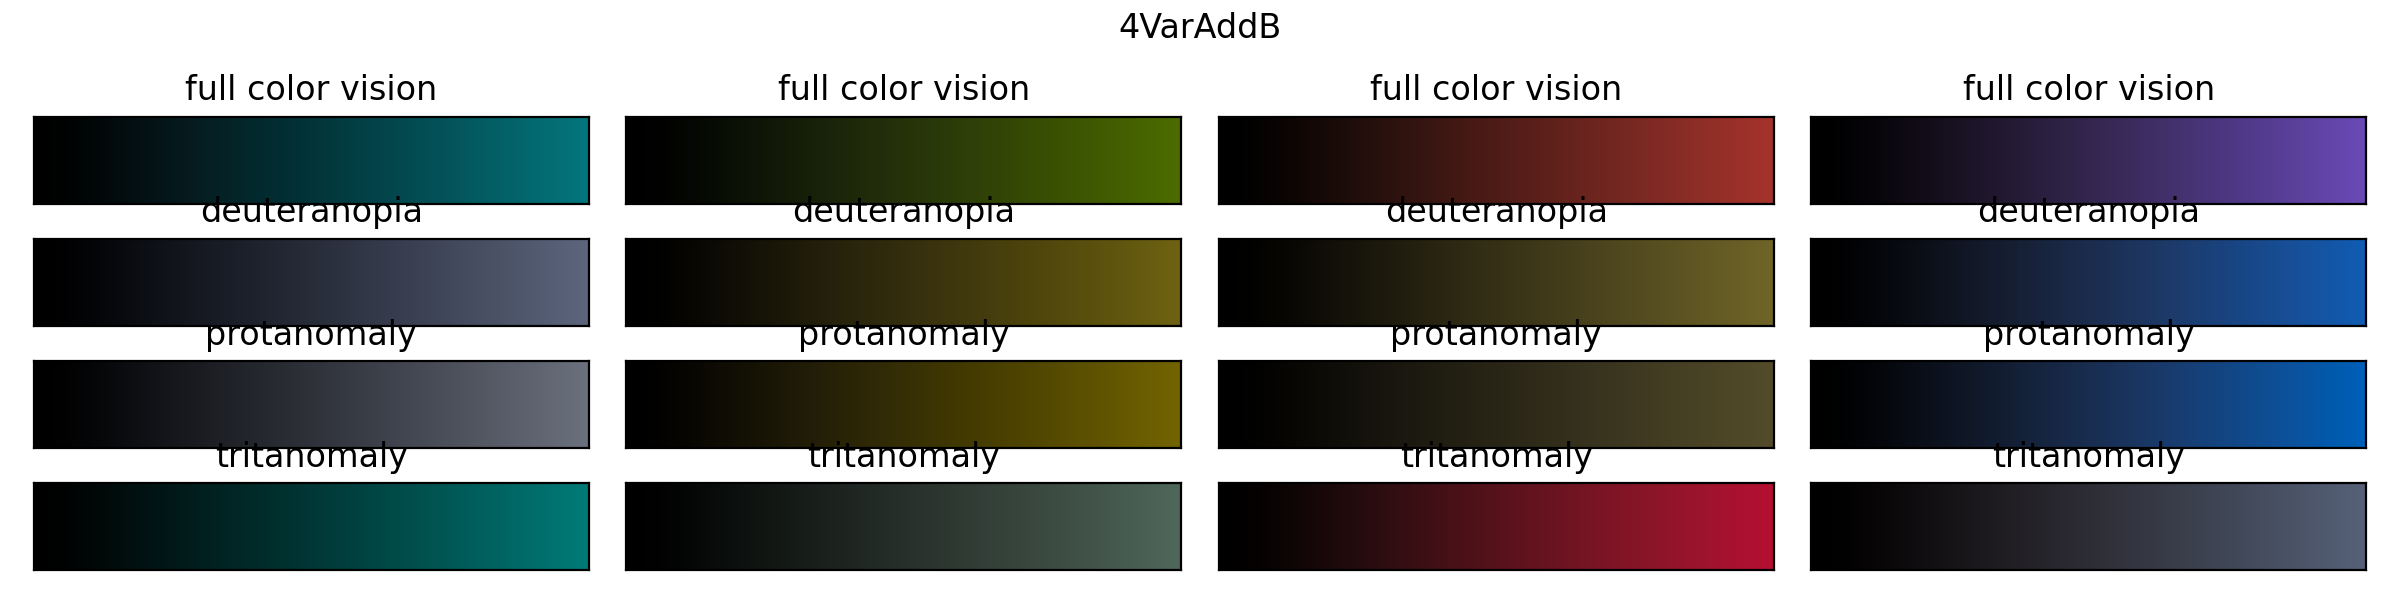 4VarAddB
full color vision
full color vision
full color vision
full color vision
deuteranopia
deuteranopia
deuteranopia
deuteranopia
protanomaly
protanomaly
protanomaly
protanomaly
tritanomaly
tritanomaly
tritanomaly
tritanomaly